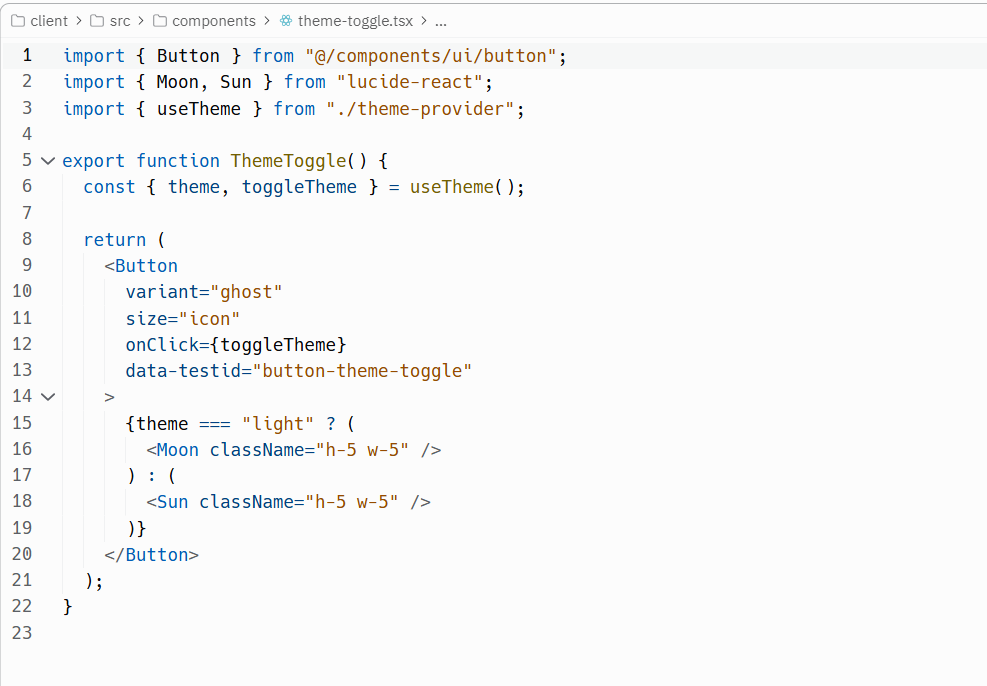 client > src > components > theme-toggle.tsx > ...
1 import { Button } from "@/components/ui/button";
2 import { Moon, Sun } from "lucide-react";
3 import { useTheme } from "./theme-provider";
4
5 export function ThemeToggle() {
6   const { theme, toggleTheme } = useTheme();
7
8   return (
9     <Button
10       variant="ghost"
11       size="icon"
12       onClick={toggleTheme}
13       data-testid="button-theme-toggle"
14     >
15       {theme === "light" ? (
16         <Moon className="h-5 w-5" />
17       ) : (
18         <Sun className="h-5 w-5" />
19       )}
20     </Button>
21   );
22 }
23